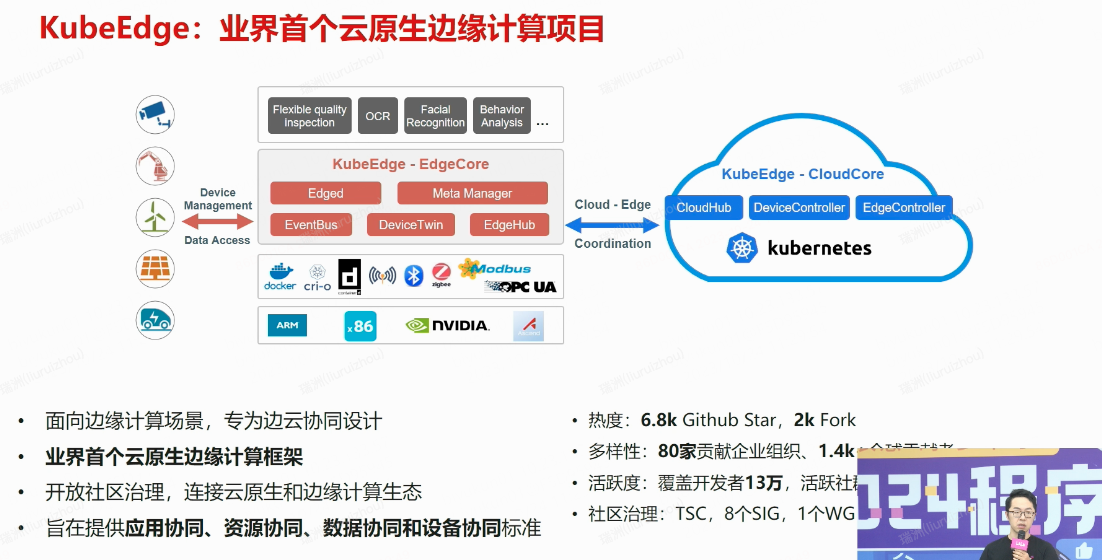 KubeEdge：业界首个云原生边缘计算项目
Flexible quality inspection
OCR
Facial Recognition
Behavior Analysis
...
KubeEdge - EdgeCore
Edged
Meta Manager
EventBus
DeviceTwin
EdgeHub
Device Management
Data Access
Cloud - Edge
Coordination
KubeEdge - CloudCore
CloudHub
DeviceController
EdgeController
kubernetes
docker
cri-o
zigbee
Modbus
OPC UA
ARM
x86
NVIDIA
面向边缘计算场景，专为边云协同设计
业界首个云原生边缘计算框架
开放社区治理，连接云原生和边缘计算生态
旨在提供应用协同、资源协同、数据协同和设备协同标准
热度：6.8k Github Star，2k Fork
多样性：80家贡献企业组织、1.4k
活跃度：覆盖开发者13万，活跃社
社区治理：TSC，8个SIG，1个WG
2024程序